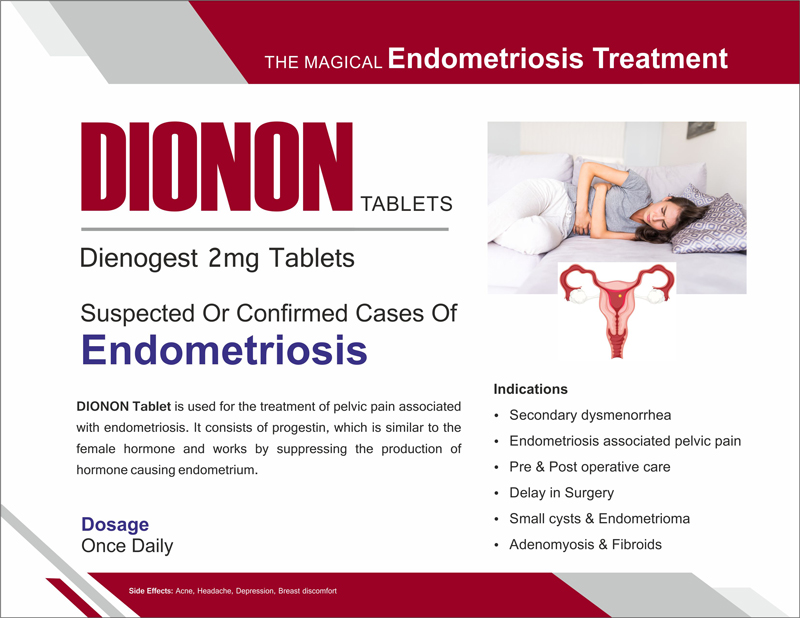 THE MAGICAL Endometriosis Treatment
DIONON TABLETS
Dienogest 2mg Tablets
Suspected Or Confirmed Cases Of
Endometriosis
DIONON Tablet is used for the treatment of pelvic pain associated
with endometriosis. It consists of progestin, which is similar to the
female hormone and works by suppressing the production of
hormone causing endometrium.
Dosage
Once Daily
Indications
• Secondary dysmenorrhea
• Endometriosis associated pelvic pain
• Pre & Post operative care
• Delay in Surgery
• Small cysts & Endometrioma
• Adenomyosis & Fibroids
Side Effects: Acne, Headache, Depression, Breast discomfort